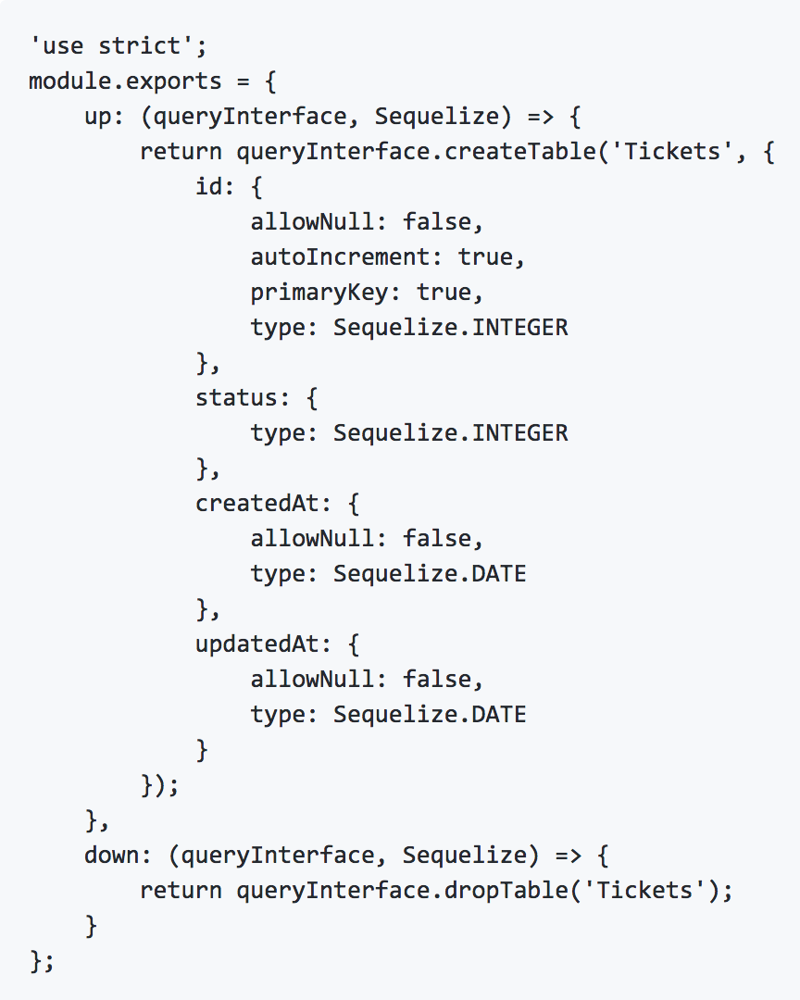 'use strict';
module.exports = {
    up: (queryInterface, Sequelize) => {
        return queryInterface.createTable('Tickets', {
            id: {
                allowNull: false,
                autoIncrement: true,
                primaryKey: true,
                type: Sequelize.INTEGER
            },
            status: {
                type: Sequelize.INTEGER
            },
            createdAt: {
                allowNull: false,
                type: Sequelize.DATE
            },
            updatedAt: {
                allowNull: false,
                type: Sequelize.DATE
            }
        });
    },
    down: (queryInterface, Sequelize) => {
        return queryInterface.dropTable('Tickets');
    }
};